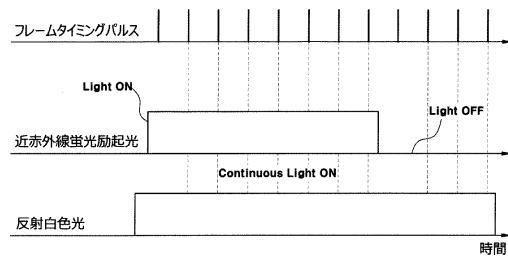 フレームタイミングパルス
Light ON
Light OFF
近赤外線蛍光励起光
Continuous Light ON
反射白色光
時間